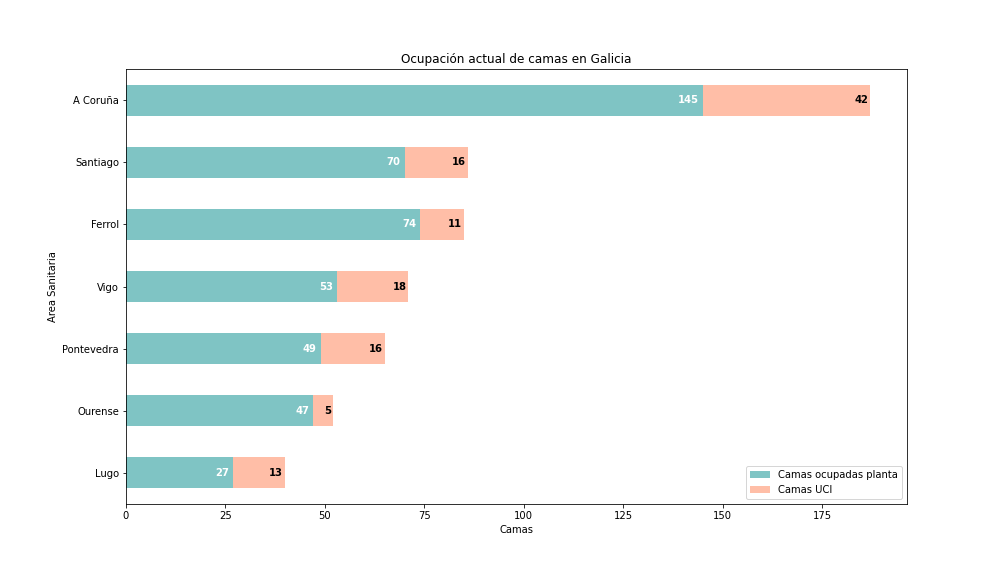 Ocupación actual de camas en Galicia
A Coruña 145 42
Santiago 70 16
Ferrol 74 11
Vigo 53 18
Pontevedra 49 16
Ourense 47 5
Lugo 27 13
Area Sanitaria
Camas ocupadas planta
Camas UCI
0 25 50 75 100 125 150 175
Camas